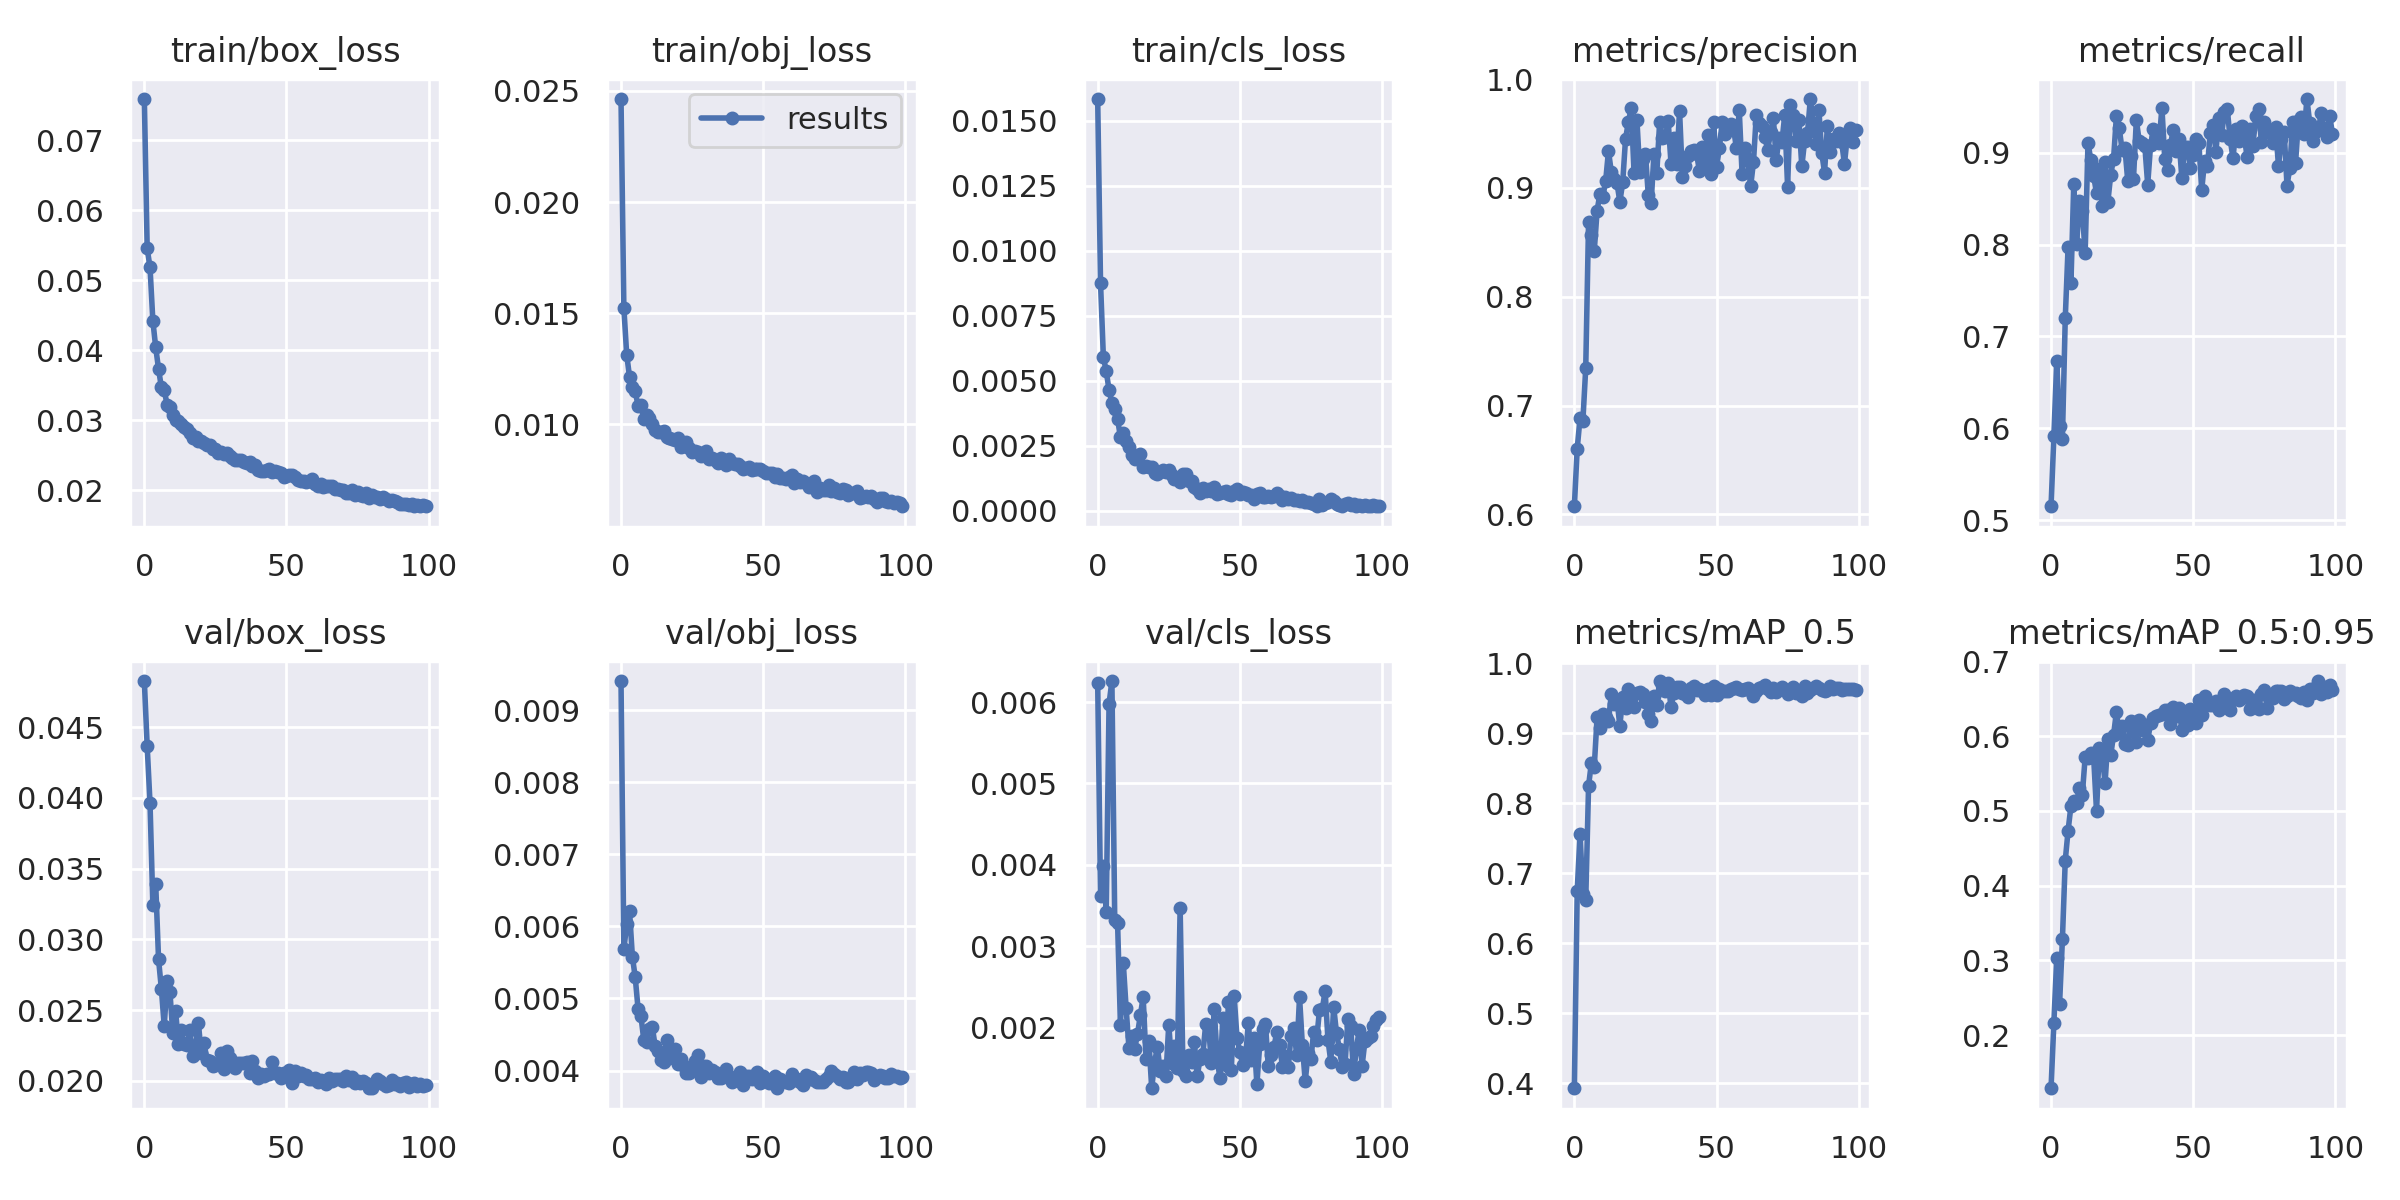 train/box_loss
0.07
0.06
0.05
0.04
0.03
0.02
0 50 100
train/obj_loss
results
0.025
0.020
0.015
0.010
0 50 100
train/cls_loss
0.0150
0.0125
0.0100
0.0075
0.0050
0.0025
0.0000
0 50 100
metrics/precision
1.0
0.9
0.8
0.7
0.6
0 50 100
metrics/recall
0.9
0.8
0.7
0.6
0.5
0 50 100
val/box_loss
0.045
0.040
0.035
0.030
0.025
0.020
0 50 100
val/obj_loss
0.009
0.008
0.007
0.006
0.005
0.004
0 50 100
val/cls_loss
0.006
0.005
0.004
0.003
0.002
0 50 100
metrics/mAP_0.5
1.0
0.9
0.8
0.7
0.6
0.5
0.4
0 50 100
metrics/mAP_0.5:0.95
0.7
0.6
0.5
0.4
0.3
0.2
0 50 100